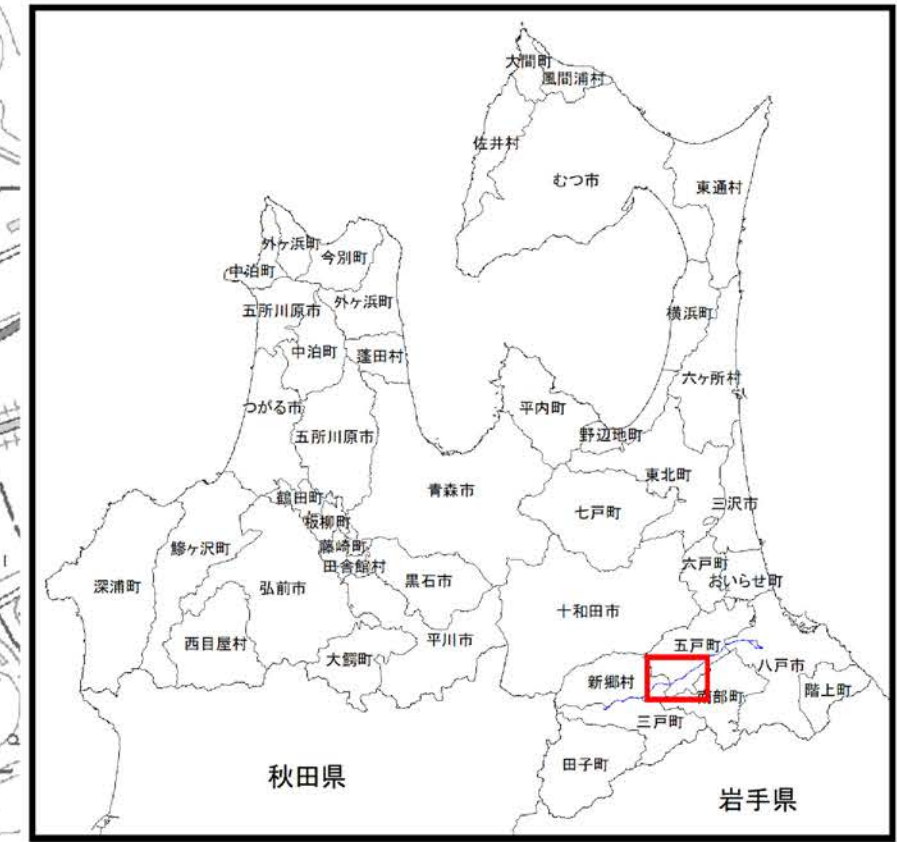 大間町
風間浦村
佐井村
むつ市
東通村
外ヶ浜町
今別町
中泊町
五所川原市
外ヶ浜町
横浜町
中泊町
蓬田村
六ヶ所村
つがる市
平内町
五所川原市
野辺地町
東北町
青森市
鶴田町
七戸町
三沢市
板柳町
藤崎町
鰺ヶ沢町
田舎館村
六戸町
おいらせ町
深浦町
弘前市
黒石市
十和田市
西目屋村
平川市
五戸町
大鰐町
八戸市
新郷村
南部町
階上町
三戸町
田子町
秋田県
岩手県